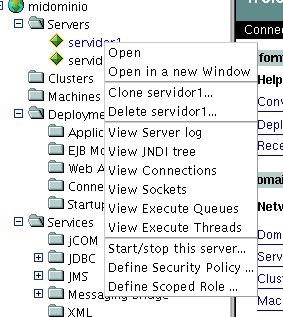 midominio
Servers
servidor1
servid
Clusters
Machines
Deployme
Applic
EJB Mo
Web A
Conne
Startup
Services
jCOM
JDBC
JMS
Messaging Bridge
XML
Open
Open in a new Window
Clone servidor1...
Delete servidor1...
View Server log
View JNDI tree
View Connections
View Sockets
View Execute Queues
View Execute Threads
Start/stop this server...
Define Security Policy ...
Define Scoped Role ...
Connec
form
Help
Conv
Depl
Rece
omai
Netw
Dom
Serv
Clus
Mac